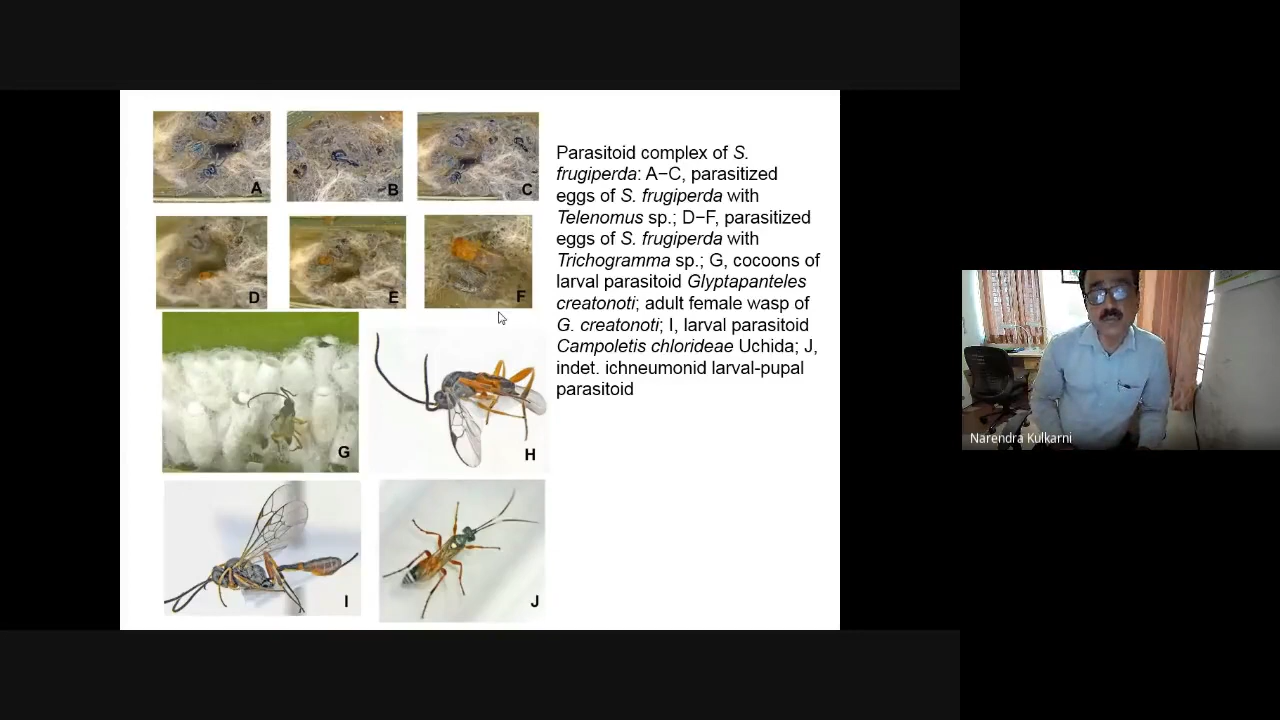 A
B
C
D
E
F
G
H
I
J
Parasitoid complex of S.
frugiperda: A−C, parasitized
eggs of S. frugiperda with
Telenomus sp.; D−F, parasitized
eggs of S. frugiperda with
Trichogramma sp.; G, cocoons of
larval parasitoid Glyptapanteles
creatonoti; adult female wasp of
G. creatonoti; I, larval parasitoid
Campoletis chlorideae Uchida; J,
indet. ichneumonid larval-pupal
parasitoid
Narendra Kulkarni